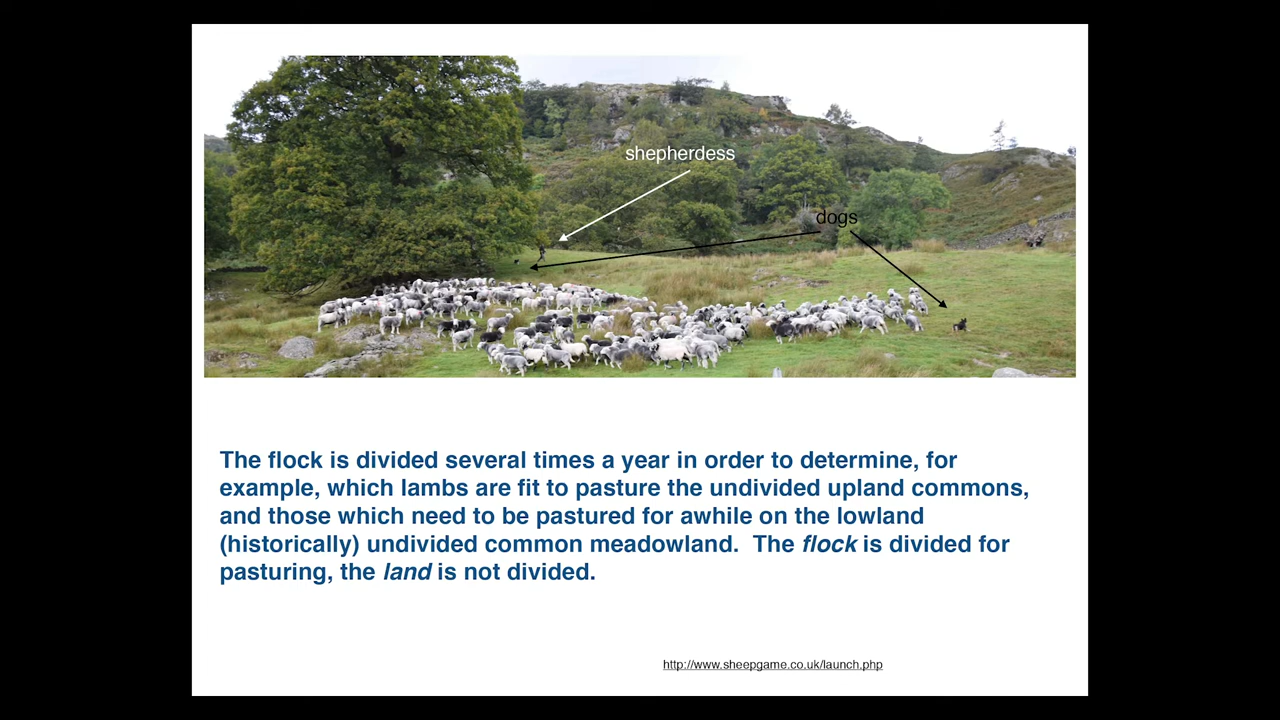 shepherdess
dogs
The flock is divided several times a year in order to determine, for
example, which lambs are fit to pasture the undivided upland commons,
and those which need to be pastured for awhile on the lowland
(historically) undivided common meadowland.  The flock is divided for
pasturing, the land is not divided.
http://www.sheepgame.co.uk/launch.php